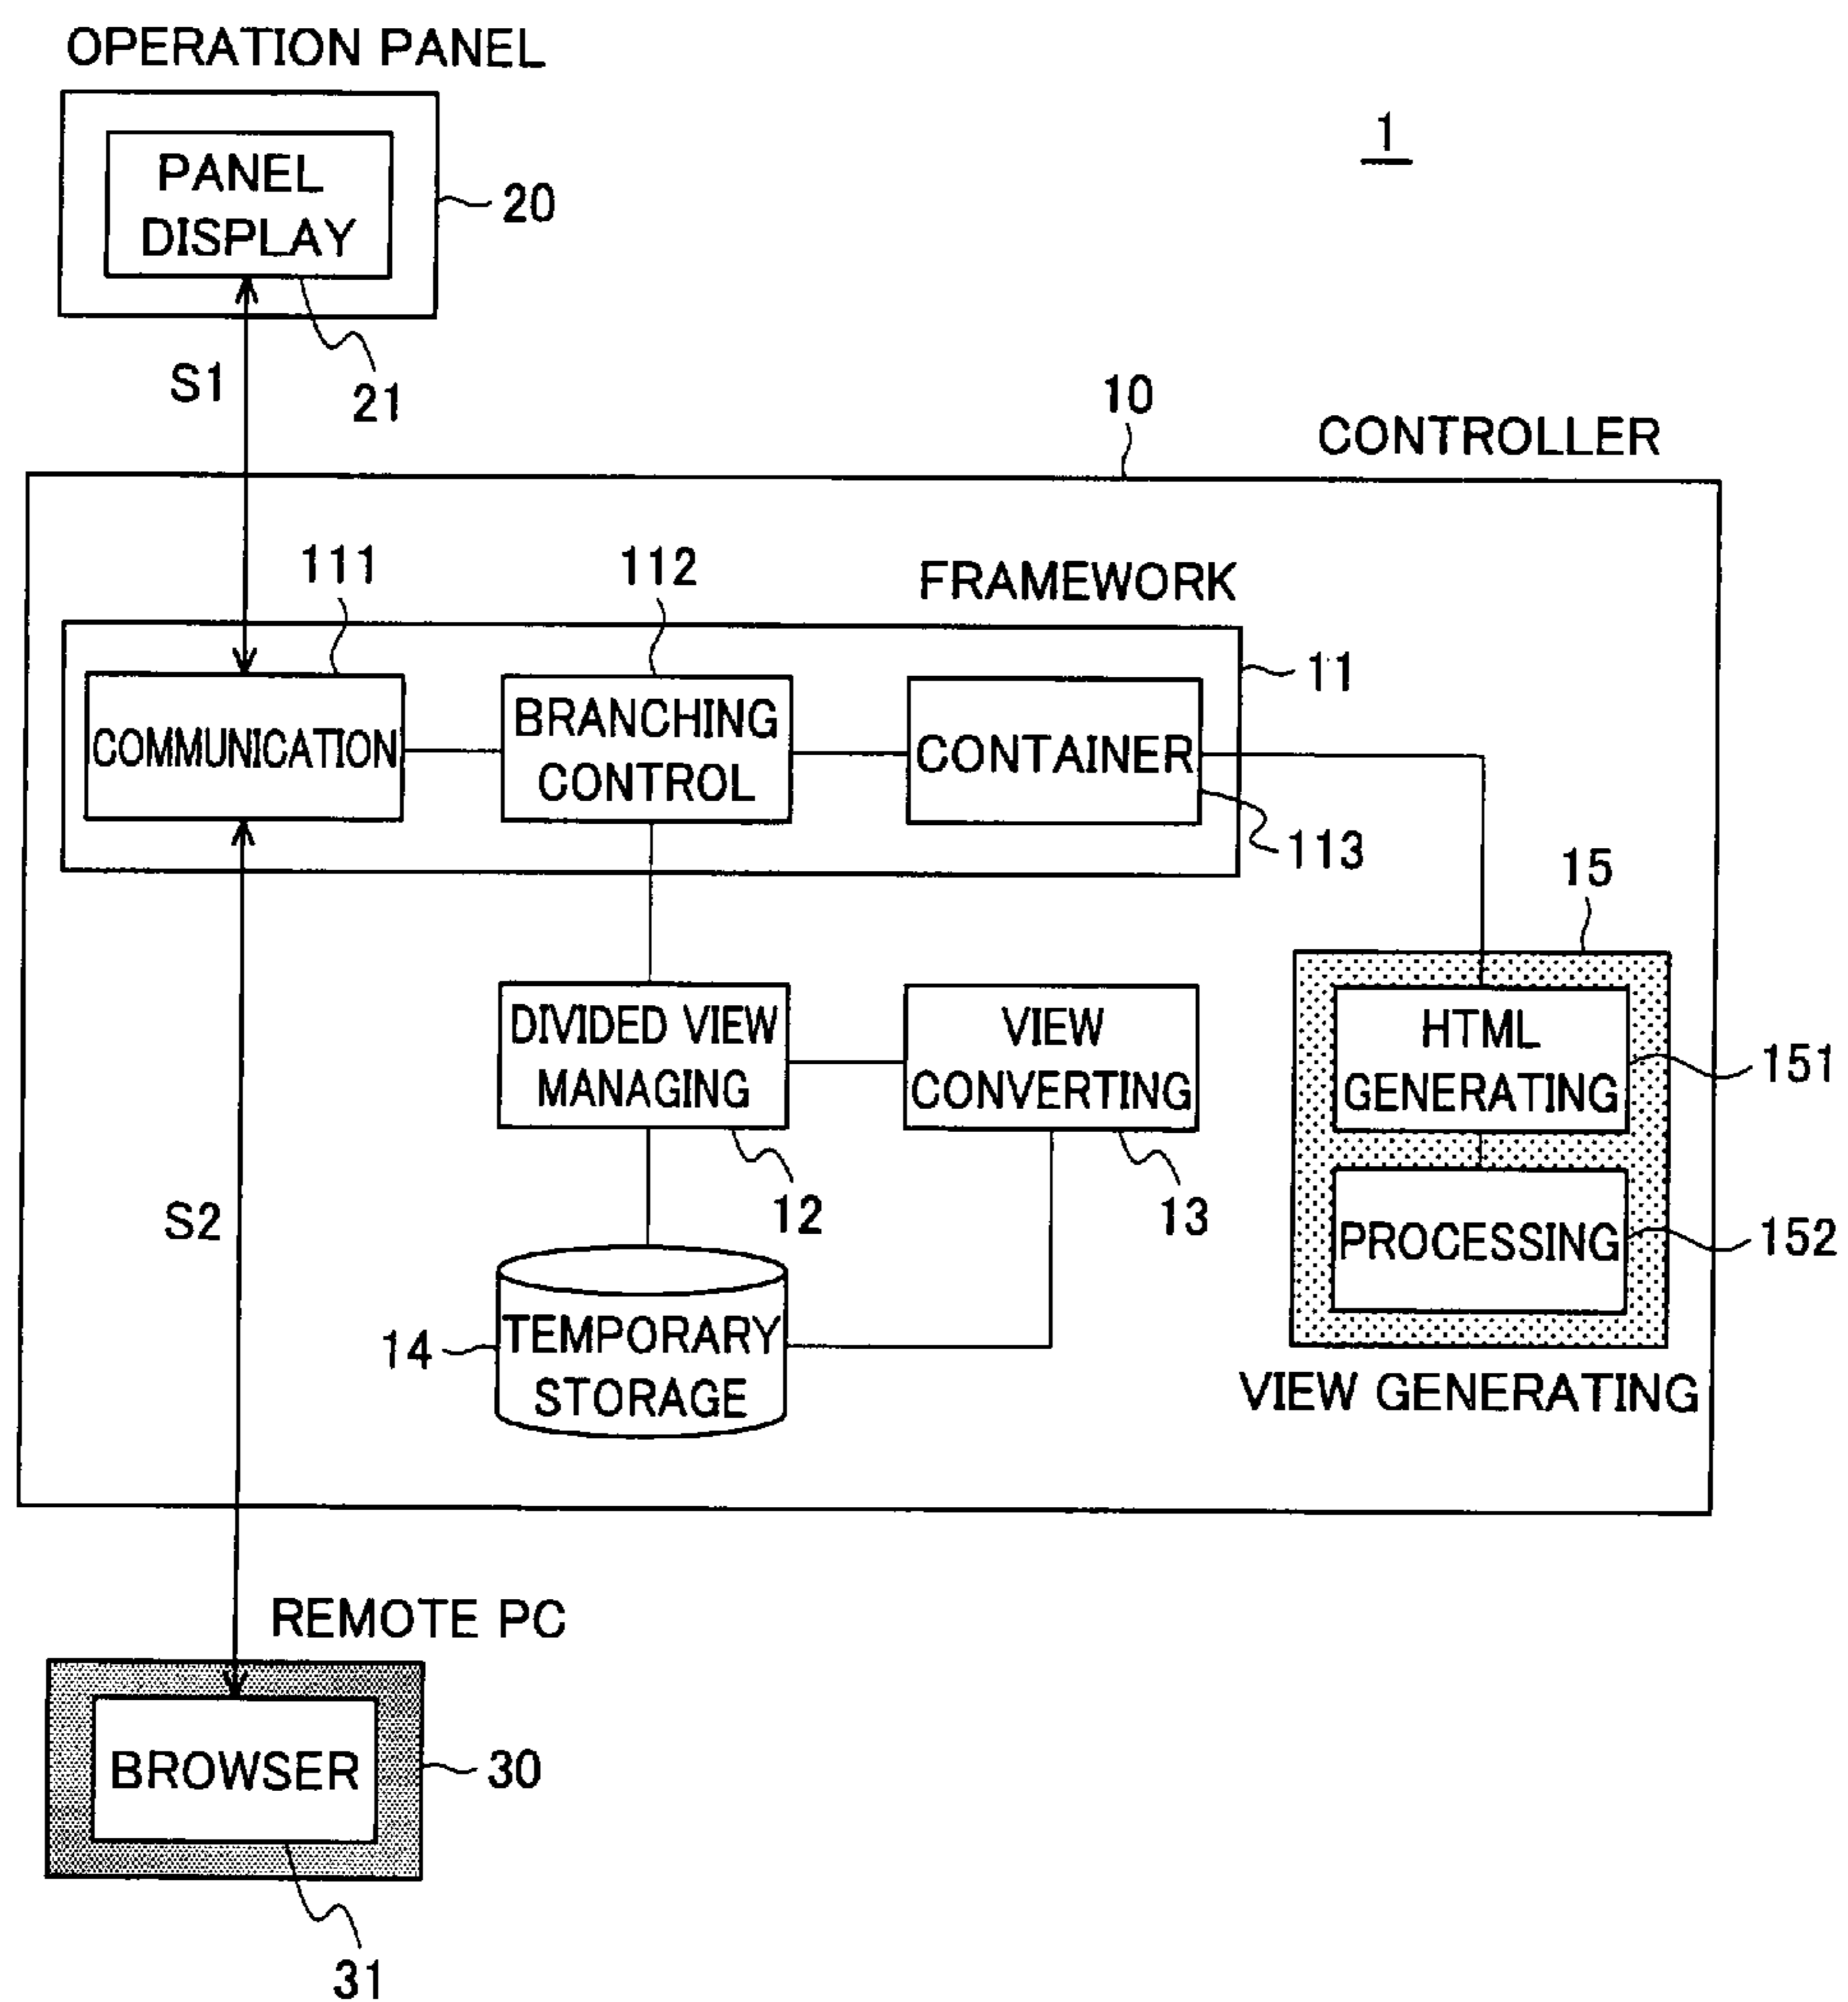 OPERATION PANEL
1
PANEL
DISPLAY
20
S1
21
10
CONTROLLER
111
112
FRAMEWORK
11
COMMUNICATION
BRANCHING
CONTROL
CONTAINER
113
15
DIVIDED VIEW
MANAGING
VIEW
CONVERTING
HTML
GENERATING
151
12
13
S2
PROCESSING
152
14
TEMPORARY
STORAGE
VIEW GENERATING
REMOTE PC
BROWSER
30
31